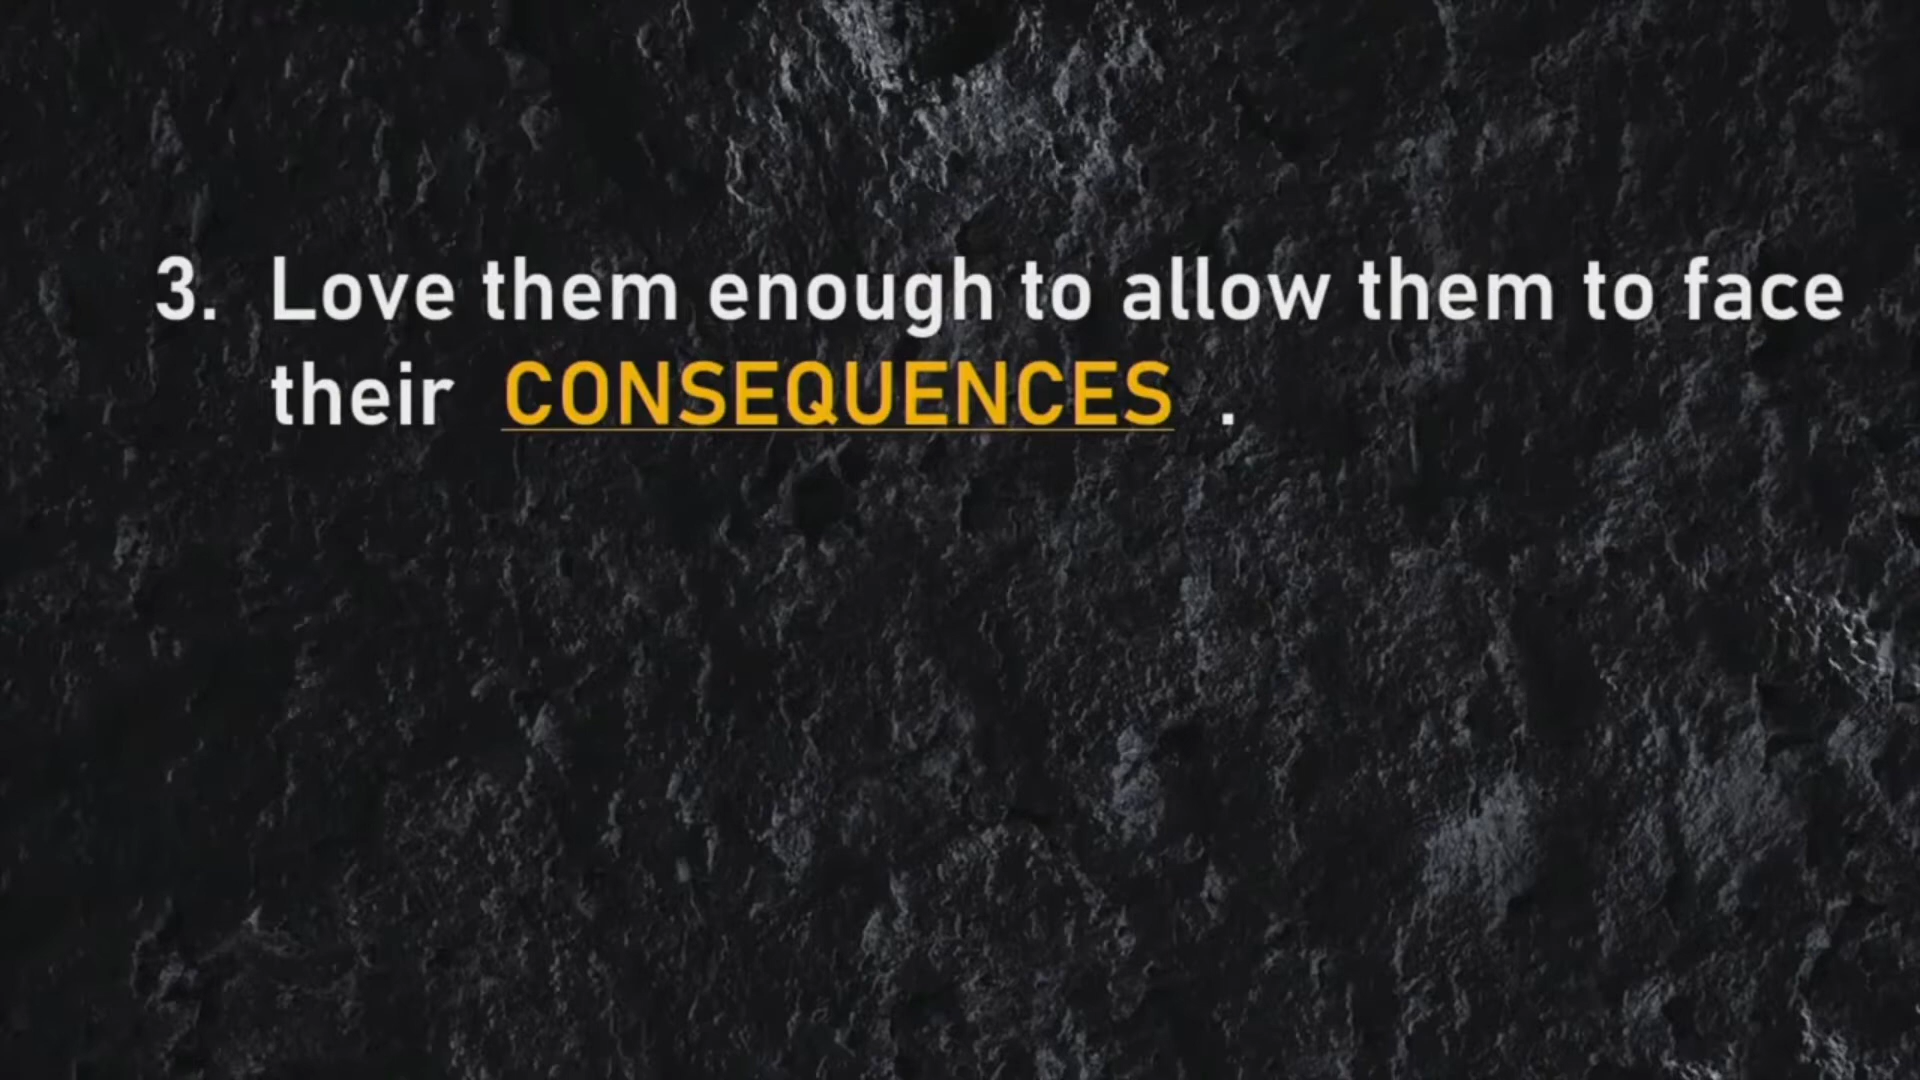 3. Love them enough to allow them to face
their CONSEQUENCES .